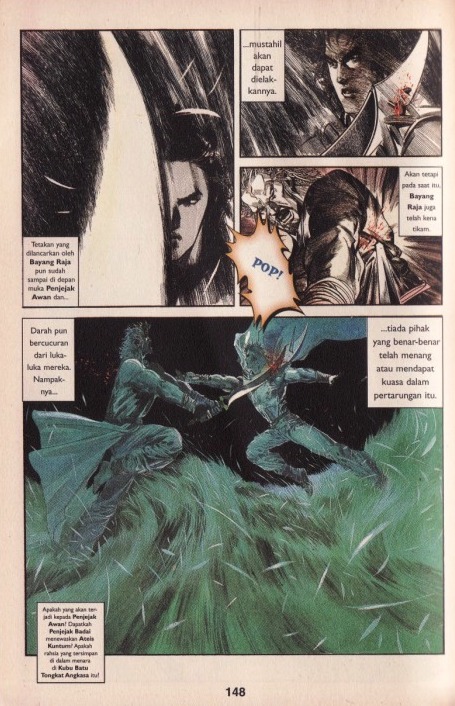 Tetakan yang
dilancarkan oleh
Bayang Raja
pun sudah
sampai di depan
muka Penjejak
Awan dan...
...mustahil
akan
dapat
dielak-
kannya.
Akan tetapi
pada saat itu,
Bayang
Raja juga
telah kena
tikam.
POP!
Darah pun
bercucuran
dari luka-
luka mereka.
Nampak-
nya...
...tiada pihak
yang benar-benar
telah menang
atau mendapat
kuasa dalam
pertarungan itu.
Apakah yang akan ter-
jadi kepada Penjejak
Awan? Dapatkah
Penjejak Badai
menewaskan Ateis
Kuntum? Apakah
rahsia yang tersimpan
di dalam menara
di Kubu Batu
Tongkat Angkasa itu?
148